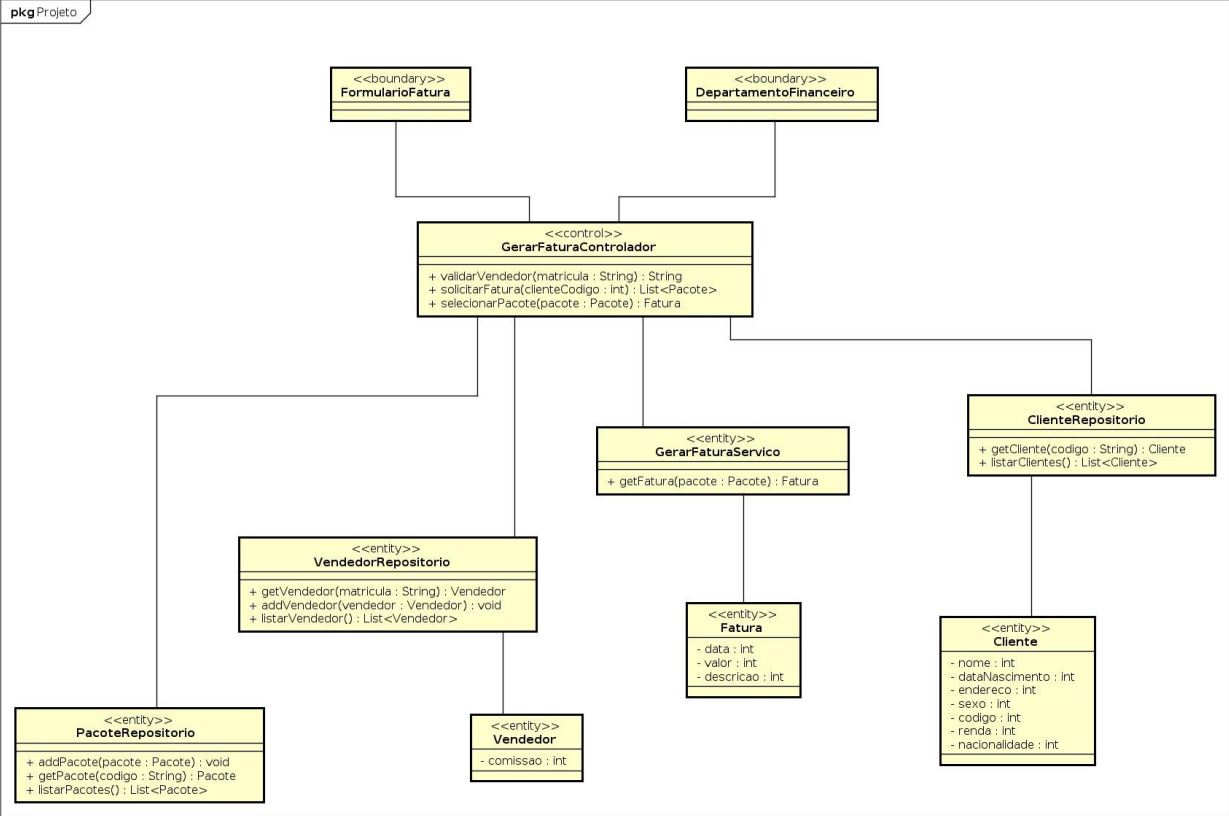 pkg Projeto
<<boundary>>
FormularioFatura
<<boundary>>
DepartamentoFinanceiro
<<control>>
GerarFaturaControlador
+ validarVendedor(matricula : String) : String
+ solicitarFatura(clienteCodigo : int) : List<Pacote>
+ selecionarPacote(pacote : Pacote) : Fatura
<<entity>>
ClienteRepositorio
+ getCliente(codigo : String) : Cliente
+ listarClientes() : List<Cliente>
<<entity>>
GerarFaturaServico
+ getFatura(pacote : Pacote) : Fatura
<<entity>>
VendedorRepositorio
+ getVendedor(matricula : String) : Vendedor
+ addVendedor(vendedor : Vendedor) : void
+ listarVendedor() : List<Vendedor>
<<entity>>
Fatura
- data : int
- valor : int
- descricao : int
<<entity>>
Cliente
- nome : int
- dataNascimento : int
- endereco : int
- sexo : int
- codigo : int
- renda : int
- nacionalidade : int
<<entity>>
PacoteRepositorio
+ addPacote(pacote : Pacote) : void
+ getPacote(codigo : String) : Pacote
+ listarPacotes() : List<Pacote>
<<entity>>
Vendedor
- comissao : int